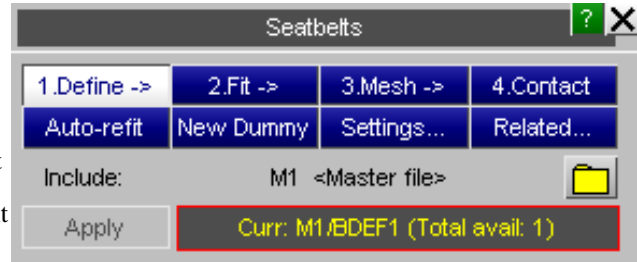 Seatbelts ? X
1.Define -> 2.Fit -> 3.Mesh -> 4.Contact
Auto-refit New Dummy Settings... Related...
Include: M1 <Master file>
Apply Curr: M1/BDEF1 (Total avail: 1)